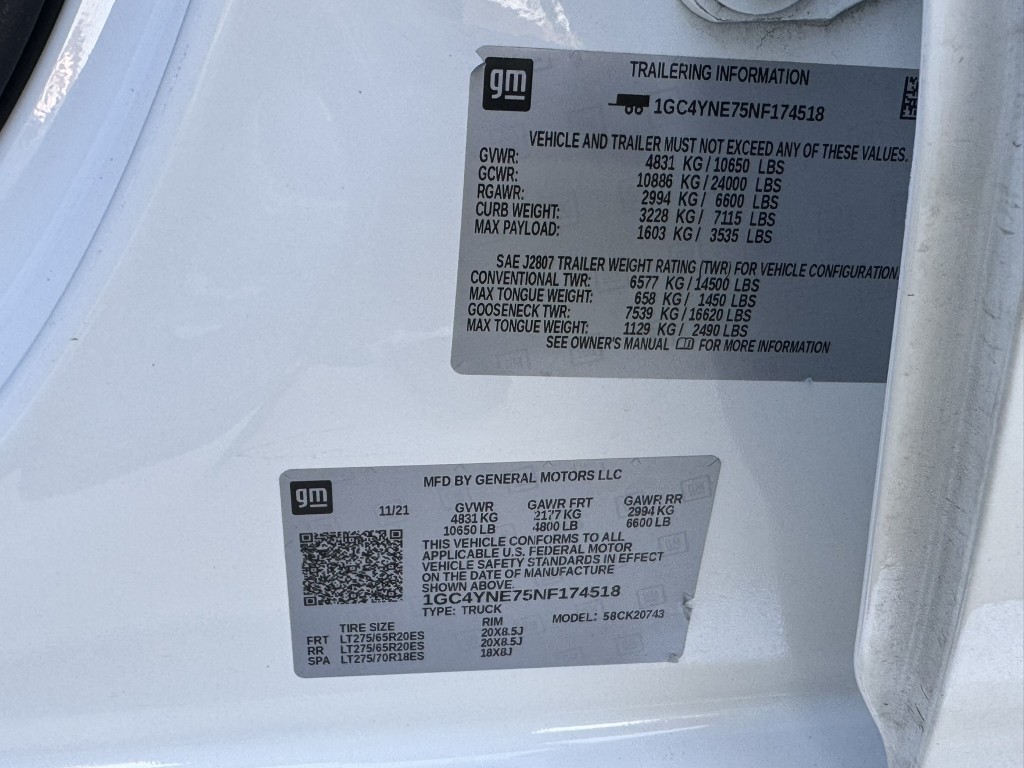 gm
TRAILERING INFORMATION
1GC4YNE75NF174518
VEHICLE AND TRAILER MUST NOT EXCEED ANY OF THESE VALUES.
GVWR: 4831 KG / 10650 LBS
GCWR: 10886 KG / 24000 LBS
RGAWR: 2994 KG / 6600 LBS
CURB WEIGHT: 3228 KG / 7115 LBS
MAX PAYLOAD: 1603 KG / 3535 LBS
SAE J2807 TRAILER WEIGHT RATING (TWR) FOR VEHICLE CONFIGURATION
CONVENTIONAL TWR: 6577 KG / 14500 LBS
MAX TONGUE WEIGHT: 658 KG / 1450 LBS
GOOSENECK TWR: 7539 KG / 16620 LBS
MAX TONGUE WEIGHT: 1129 KG / 2490 LBS
SEE OWNER'S MANUAL FOR MORE INFORMATION
gm
MFD BY GENERAL MOTORS LLC
11/21 GVWR GAWR FRT GAWR RR
4831 KG 2177 KG 2994 KG
10650 LB 4800 LB 6600 LB
THIS VEHICLE CONFORMS TO ALL
APPLICABLE U.S. FEDERAL MOTOR
VEHICLE SAFETY STANDARDS IN EFFECT
ON THE DATE OF MANUFACTURE
SHOWN ABOVE.
1GC4YNE75NF174518
TYPE: TRUCK MODEL: 58CK20743
TIRE SIZE RIM
FRT LT275/65R20ES 20X8.5J
RR LT275/65R20ES 20X8.5J
SPA LT275/70R18ES 18X8J